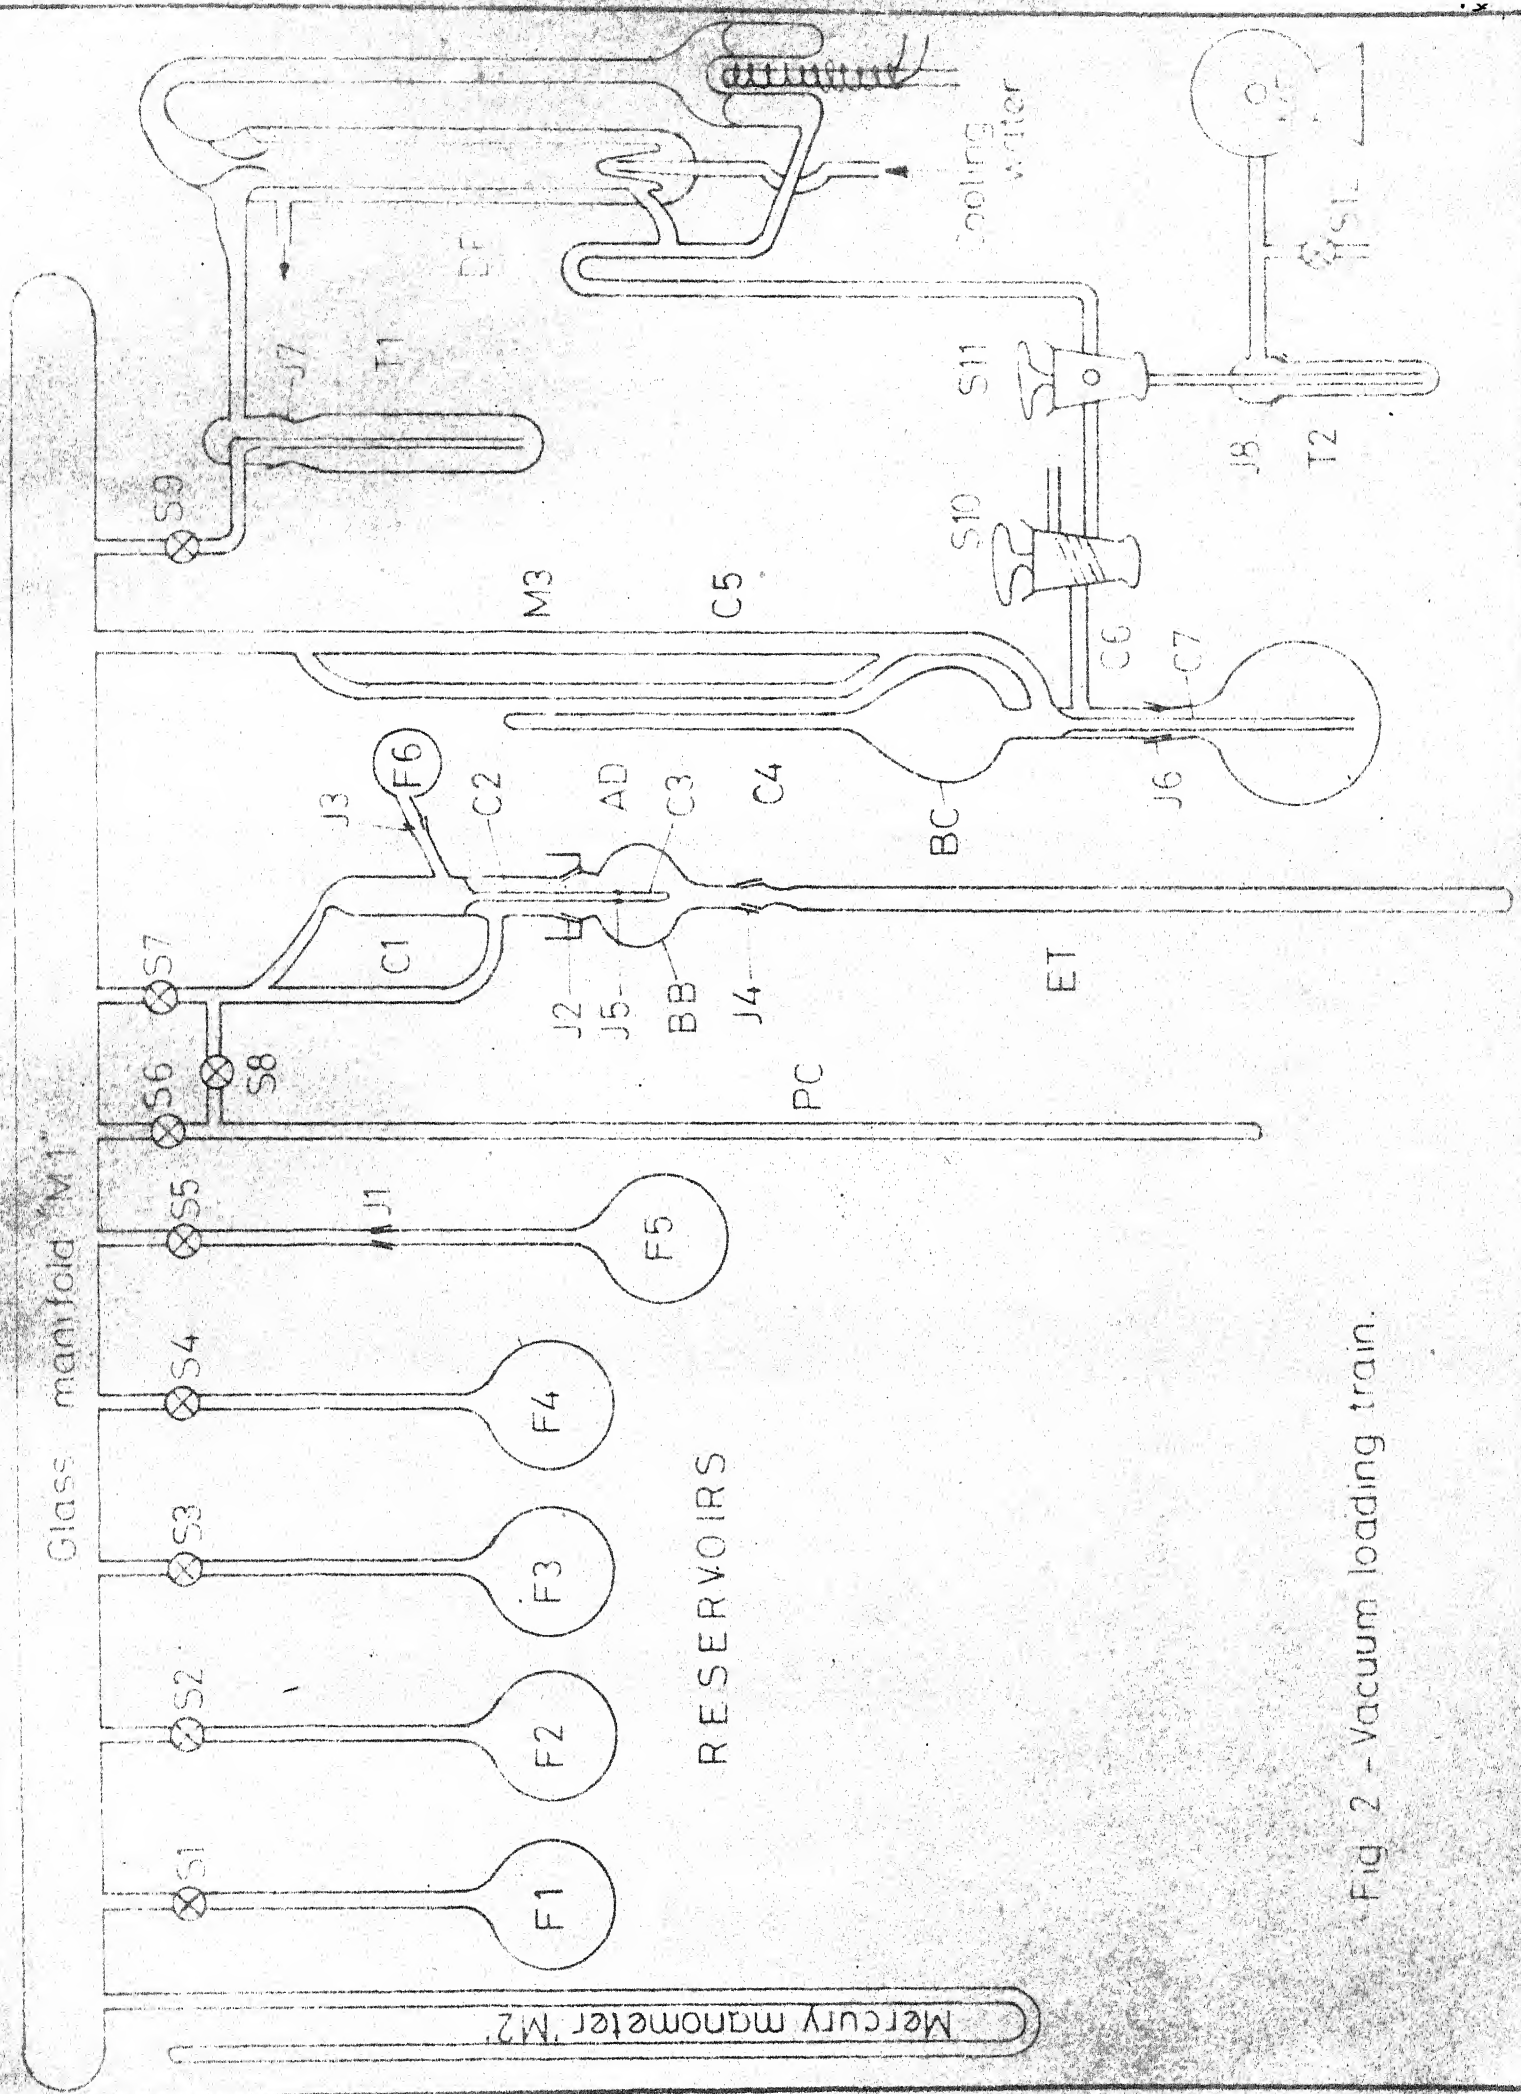 Glass manifold "M1"
Mercury manometer 'M2'
S1
S2
S3
S4
S5
S6
S7
S8
S9
F1
F2
F3
F4
F5
J1
RESERVOIRS
PC
C1
J3
F6
C2
J2
J5
AD
C3
BB
J4
ET
M3
C5
C4
BC
J6
C6
C7
S10
S11
J7
T1
Cooling
water
J8
T2
Fig 2 - Vacuum loading train.